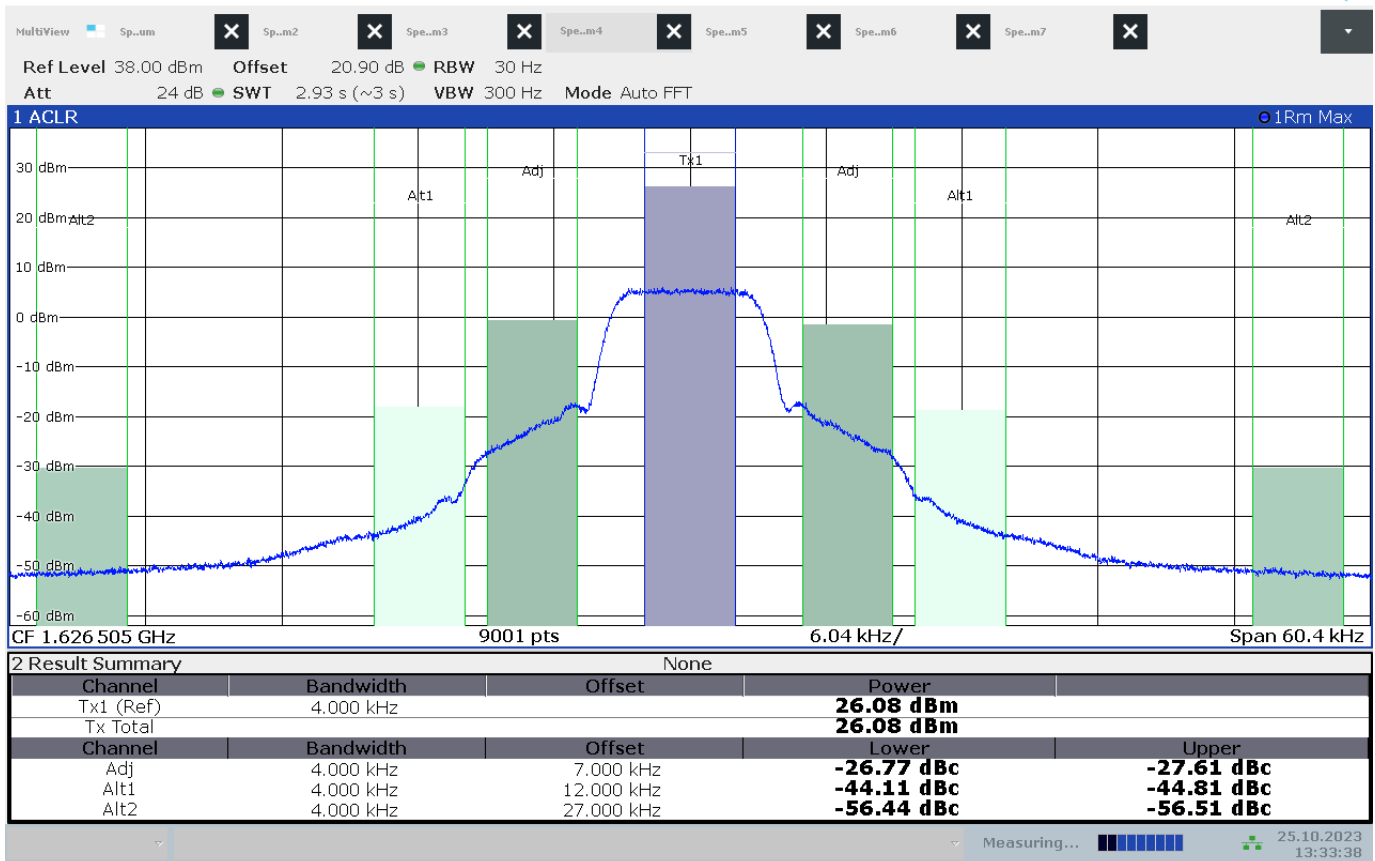 MultiView Sp..um Sp..m2 Spe..m3 Spe..m4 Spe..m5 Spe..m6 Spe..m7
Ref Level 38.00 dBm Offset 20.90 dB RBW 30 Hz
Att 24 dB SWT 2.93 s (~3 s) VBW 300 Hz Mode Auto FFT
1 ACLR 1Rm Max
30 dBm
Adj Tx1 Adj
Alt1 Alt1
20 dBm Alt2 Alt2
10 dBm
0 dBm
-10 dBm
-20 dBm
-30 dBm
-40 dBm
-50 dBm
-60 dBm
CF 1.626 505 GHz 9001 pts 6.04 kHz/ Span 60.4 kHz
2 Result Summary None
Channel Bandwidth Offset Power
Tx1 (Ref) 4.000 kHz 26.08 dBm
Tx Total 26.08 dBm
Channel Bandwidth Offset Lower Upper
Adj 4.000 kHz 7.000 kHz -26.77 dBc -27.61 dBc
Alt1 4.000 kHz 12.000 kHz -44.11 dBc -44.81 dBc
Alt2 4.000 kHz 27.000 kHz -56.44 dBc -56.51 dBc
Measuring... 25.10.2023
13:33:38